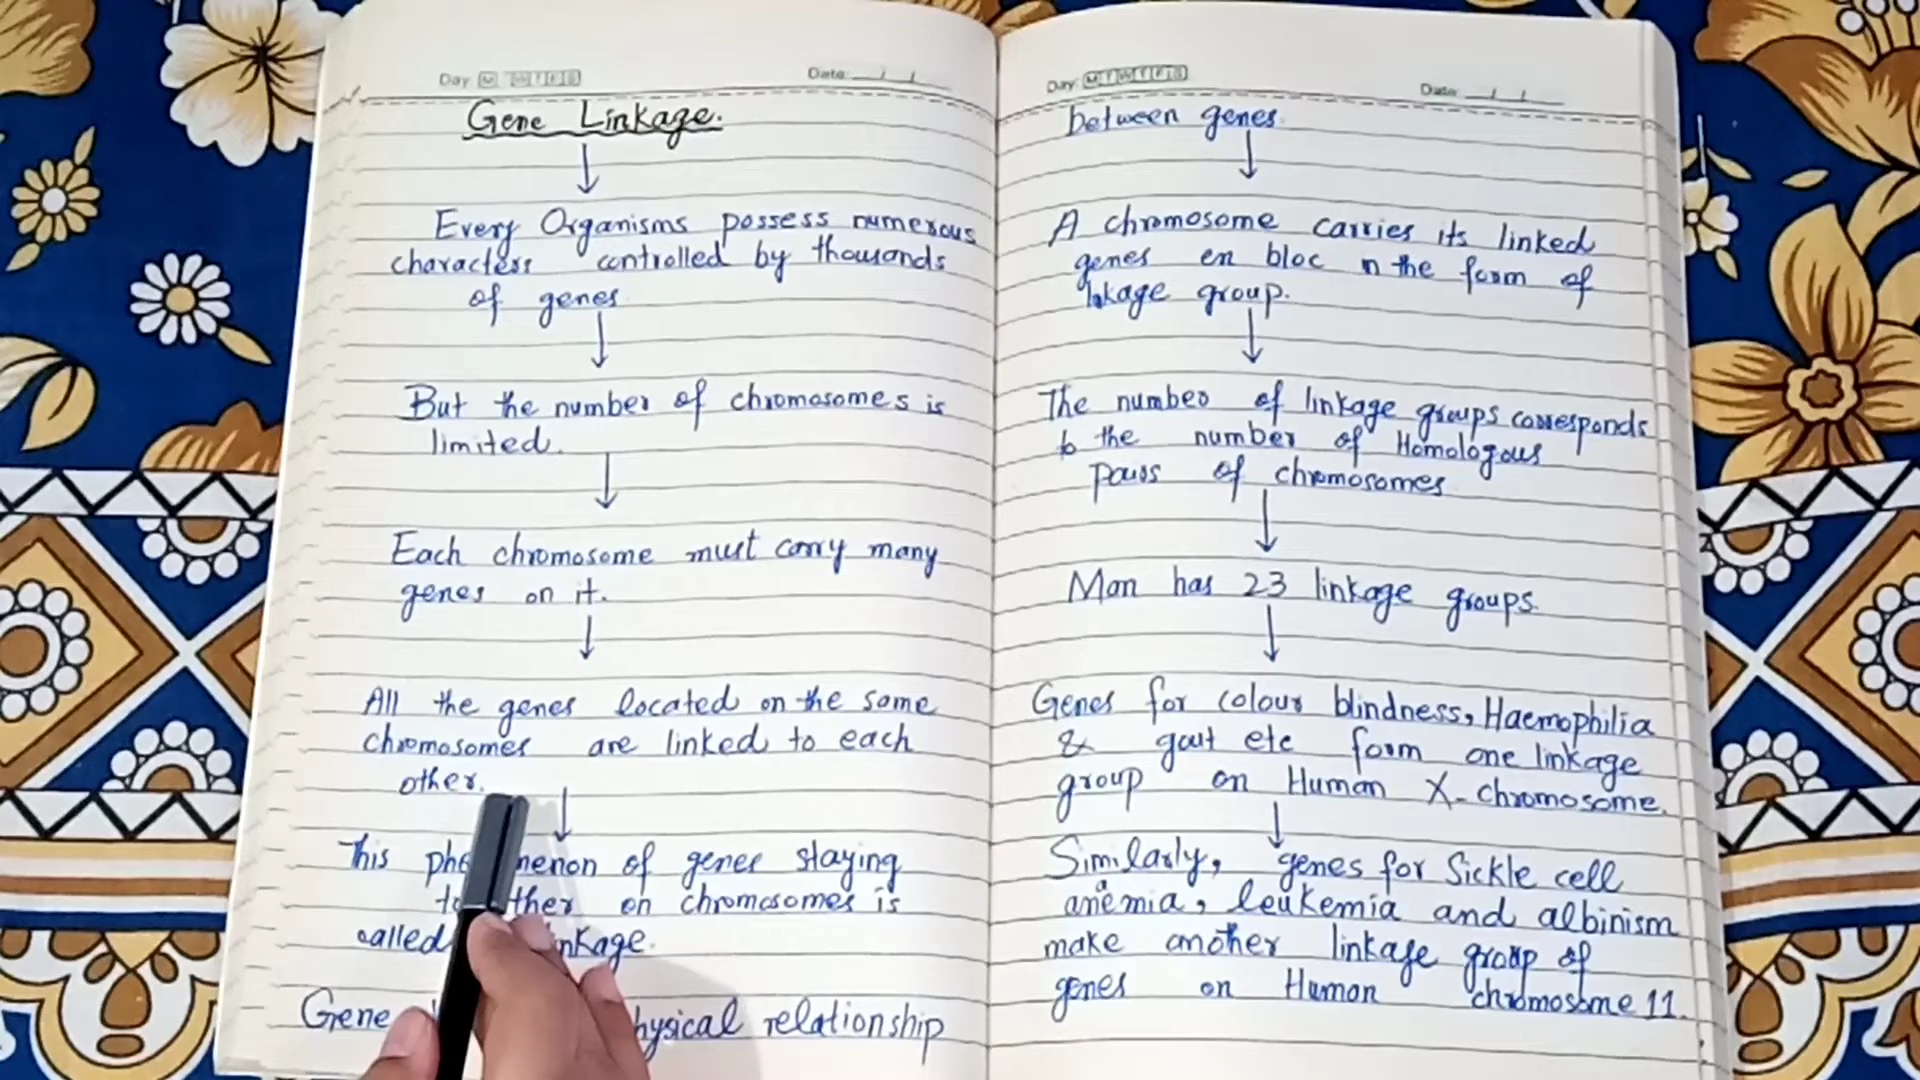 Day: M W T F S
Date:
Gene Linkage.
Every Organisms possess numerous
characters controlled by thousands
of genes
But the number of chromosomes is
limited.
Each chromosome must carry many
genes on it.
All the genes located on the same
chromosomes are linked to each
other.
This phe menon of genes staying
to ther on chromosomes is
called nkage.
Gene hysical relationship
Day: M T W T F S
Date:
between genes
A chromosome carries its linked
genes en bloc n the form of
lnkage group.
The number of linkage groups corresponds
to the number of Homologous
pairs of chromosomes
Man has 23 linkage groups.
Genes for colour blindness, Haemophilia
& gout etc form one linkage
group on Human X-chromosome.
Similarly, genes for Sickle cell
anemia, leukemia and albinism
make another linkage group of
genes on Human chromosome 11.